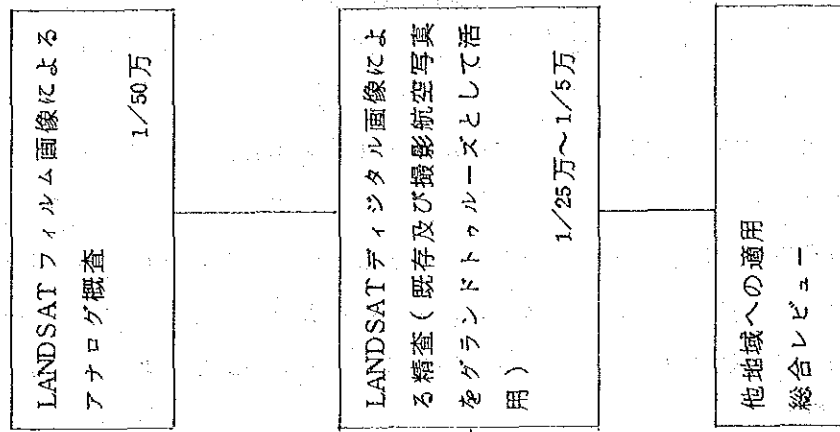 LANDSATフィルム画像による
アナログ概査
1/50万
LANDSATディジタル画像によ
る精査(既存及び撮影航空写真
をグランドトゥルーズとして活
用)
1/25万〜1/5万
他地域への適用
総合レビュー